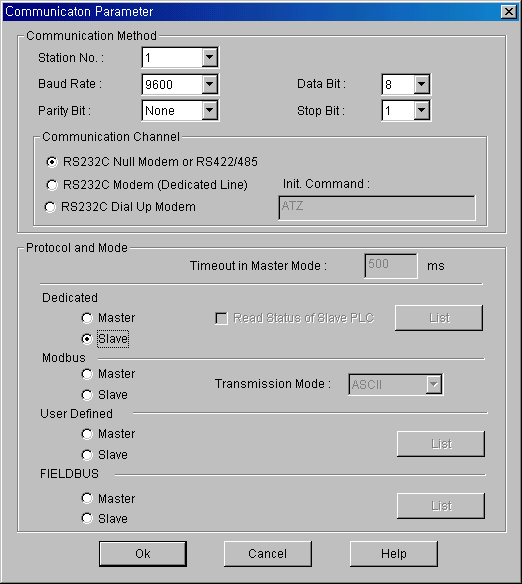 Communicaton Parameter
Communication Method
Station No. : 1
Baud Rate : 9600 Data Bit : 8
Parity Bit : None Stop Bit : 1
Communication Channel
RS232C Null Modem or RS422/485
RS232C Modem (Dedicated Line) Init. Command :
RS232C Dial Up Modem ATZ
Protocol and Mode
Timeout in Master Mode : 500 ms
Dedicated
Master Read Status of Slave PLC List
Slave
Modbus
Master Transmission Mode : ASCII
Slave
User Defined
Master
Slave List
FIELDBUS
Master List
Slave
Ok Cancel Help